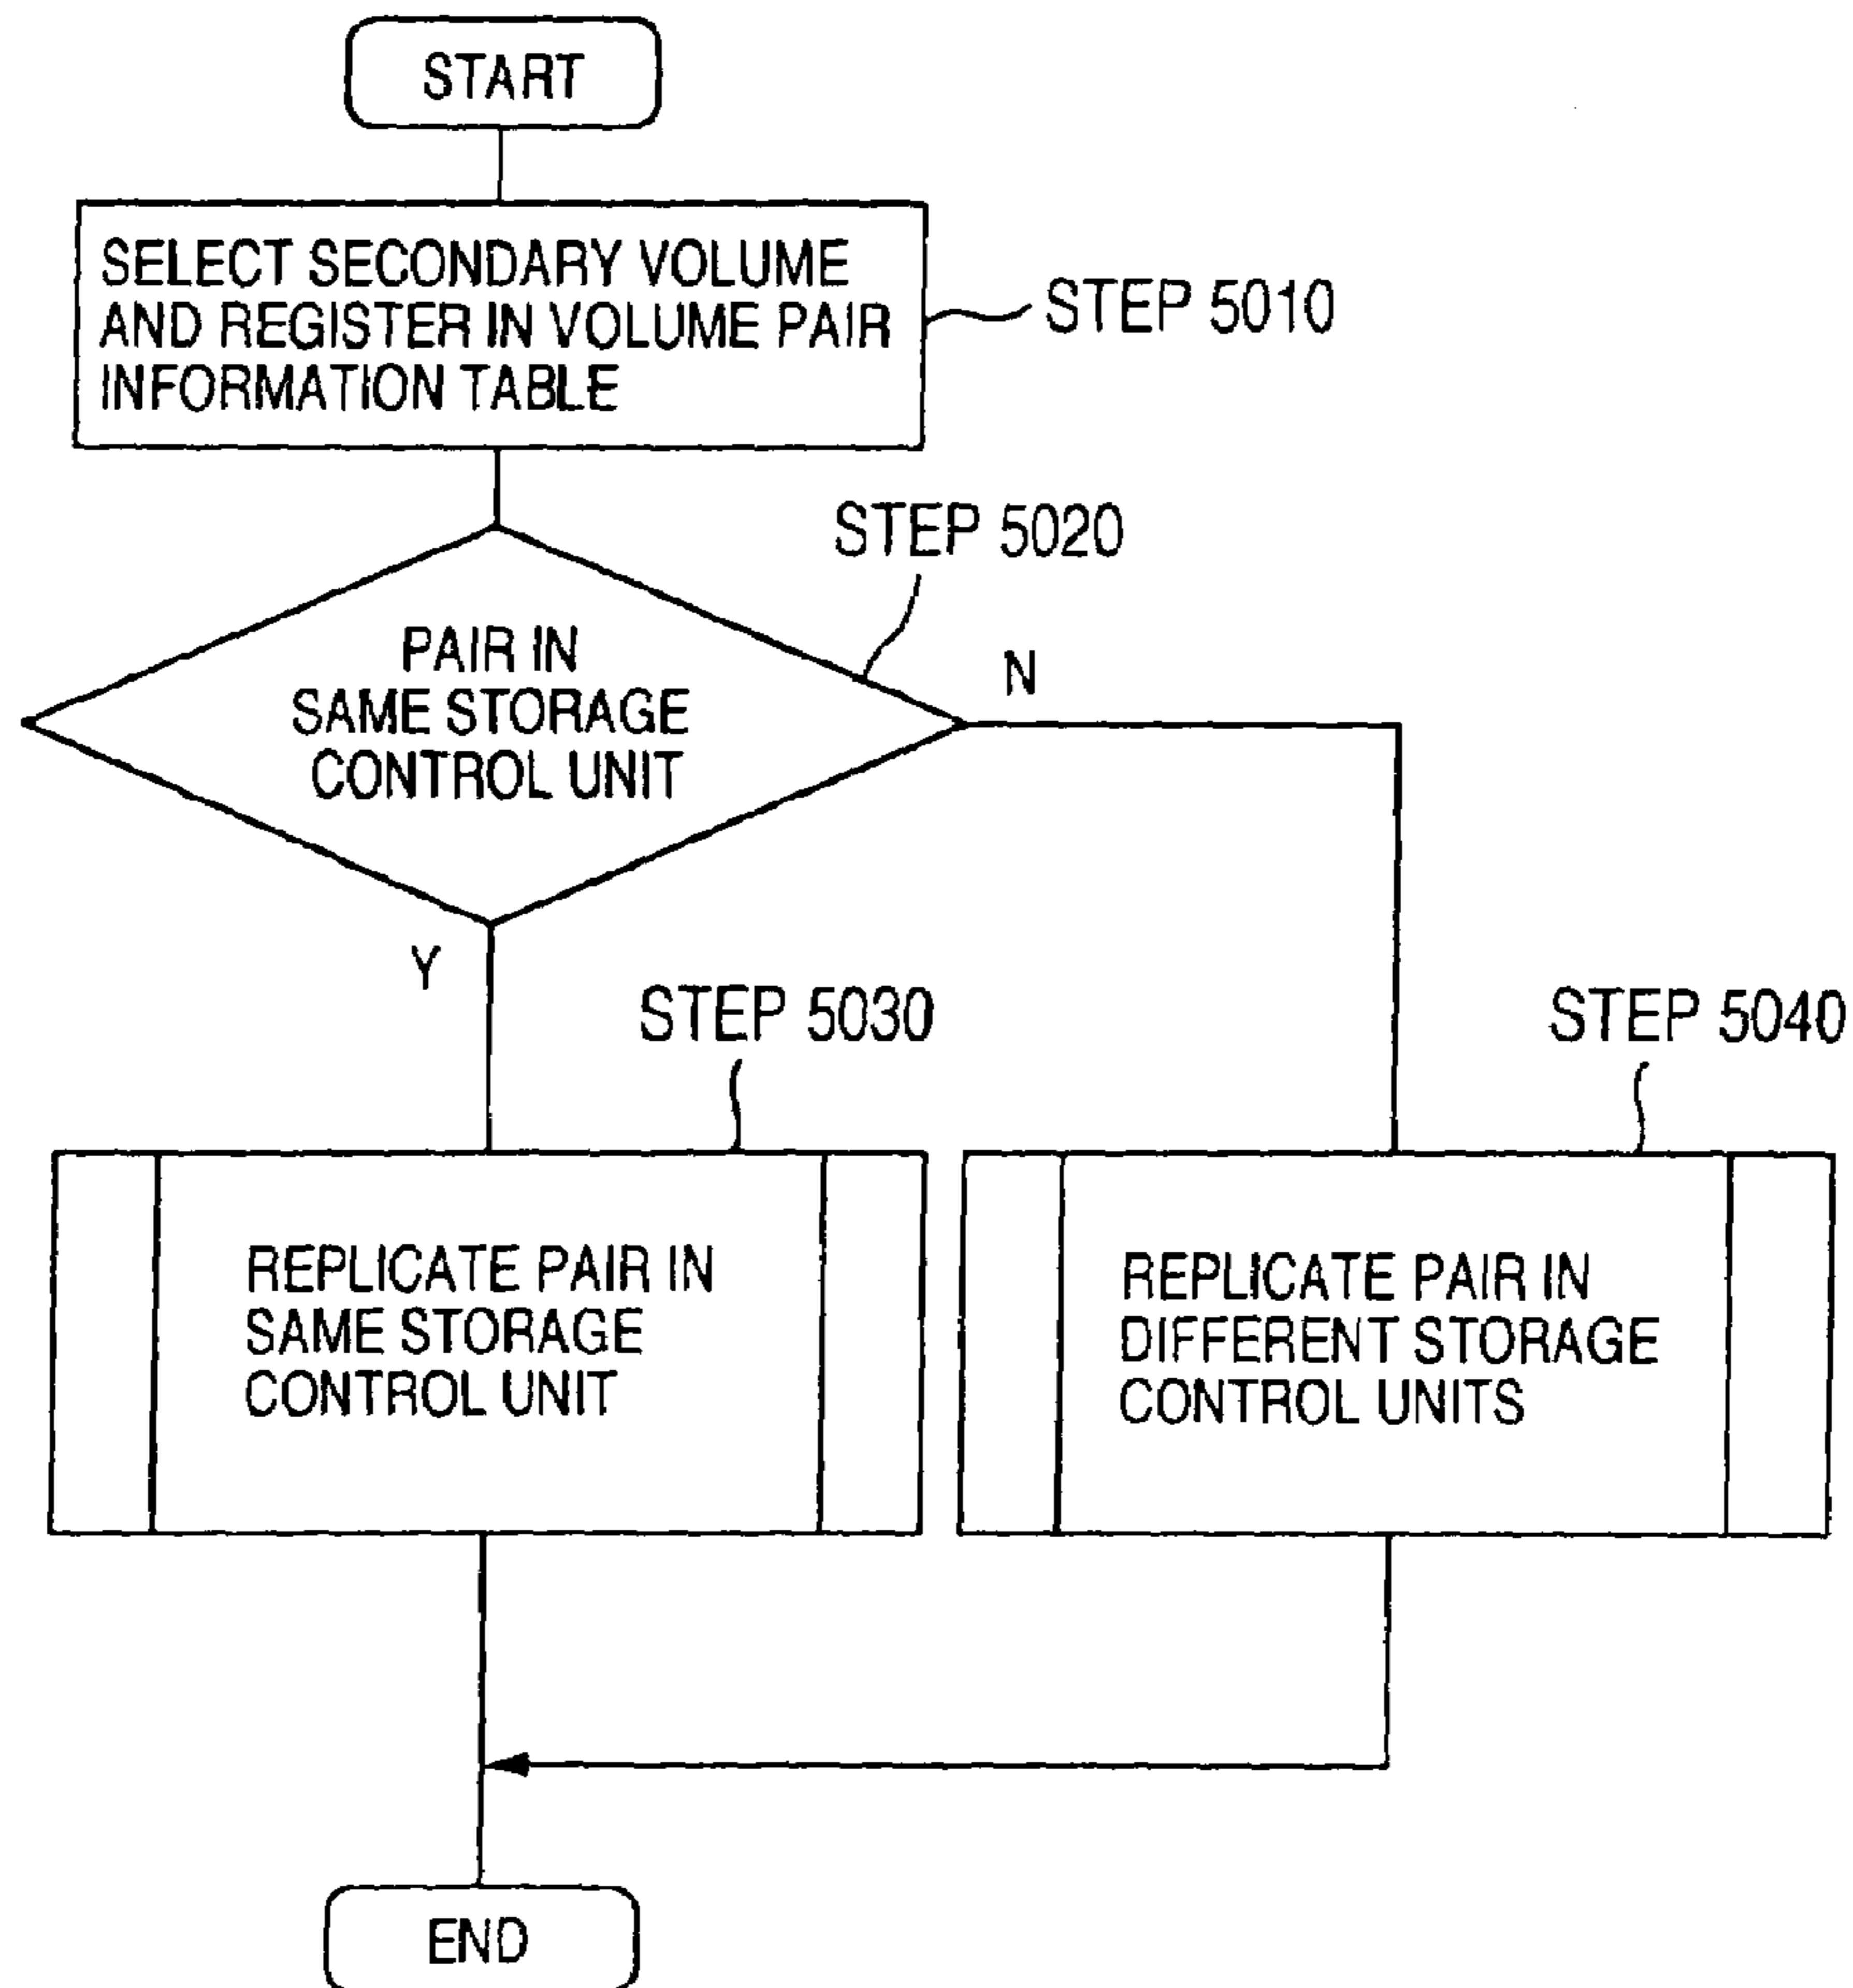 START
SELECT SECONDARY VOLUME
AND REGISTER IN VOLUME PAIR
INFORMATION TABLE
STEP 5010
STEP 5020
PAIR IN
SAME STORAGE
CONTROL UNIT
N
Y
STEP 5030
STEP 5040
REPLICATE PAIR IN
SAME STORAGE
CONTROL UNIT
REPLICATE PAIR IN
DIFFERENT STORAGE
CONTROL UNITS
END